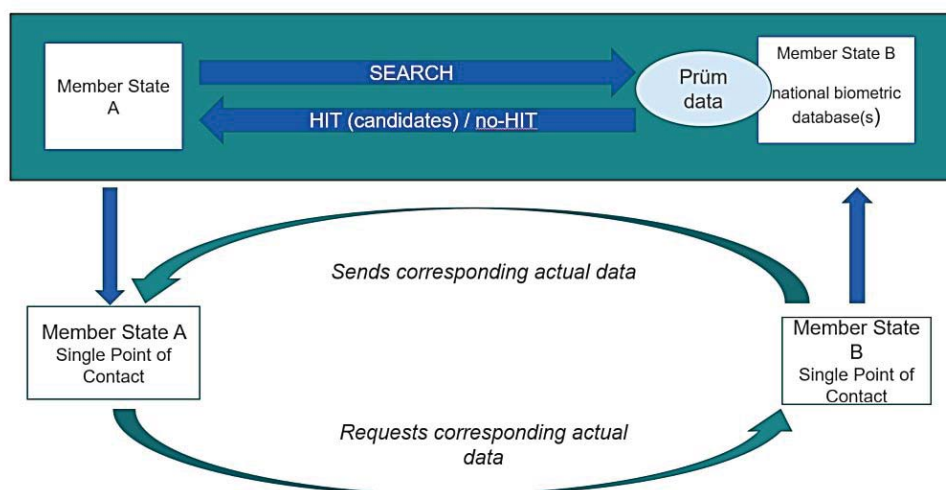 Member State
A
SEARCH
HIT (candidates) / no-HIT
Prüm
data
Member State B
national biometric
database(s)
Sends corresponding actual data
Member State A
Single Point of
Contact
Member State
B
Single Point of
Contact
Requests corresponding actual
data